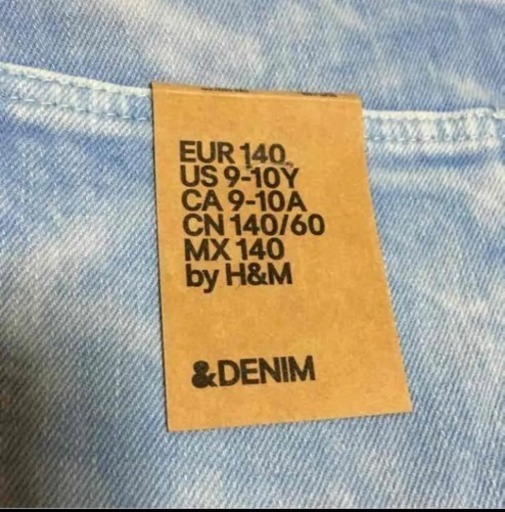 EUR 140
US 9-10Y
CA 9-10A
CN 140/60
MX 140
by H&M
&DENIM